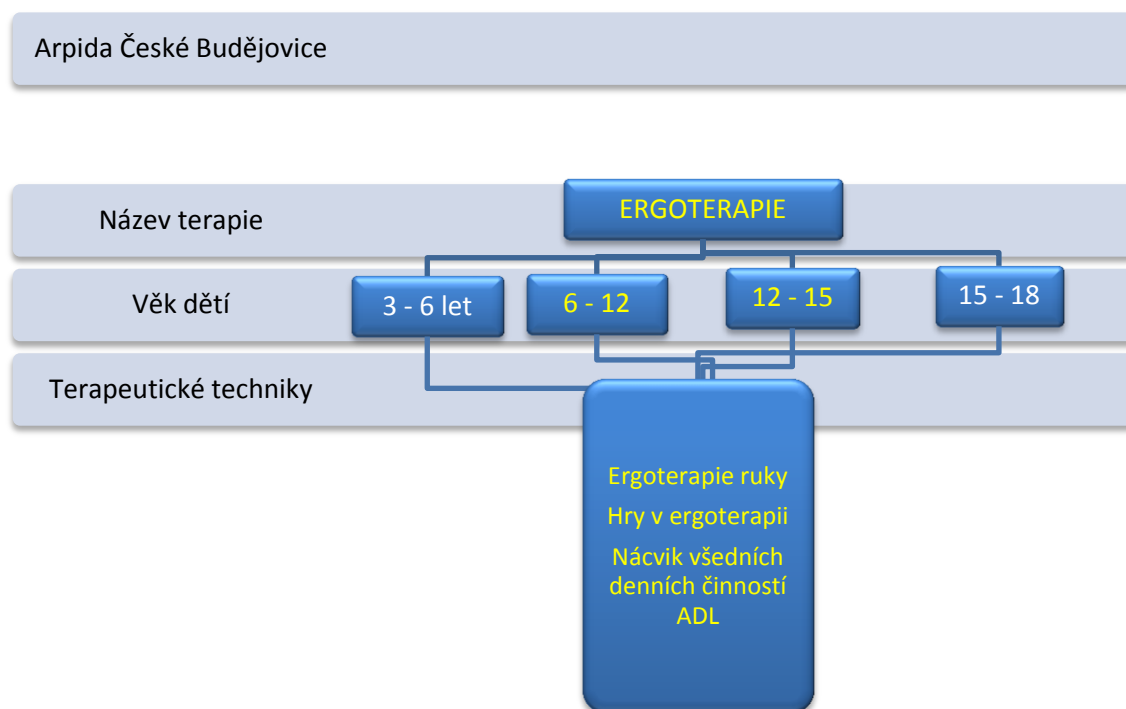 Arpida České Budějovice
Název terapie
ERGOTERAPIE
Věk dětí
3 - 6 let
6 - 12
12 - 15
15 - 18
Terapeutické techniky
Ergoterapie ruky
Hry v ergoterapii
Nácvik všedních
denních činností
ADL